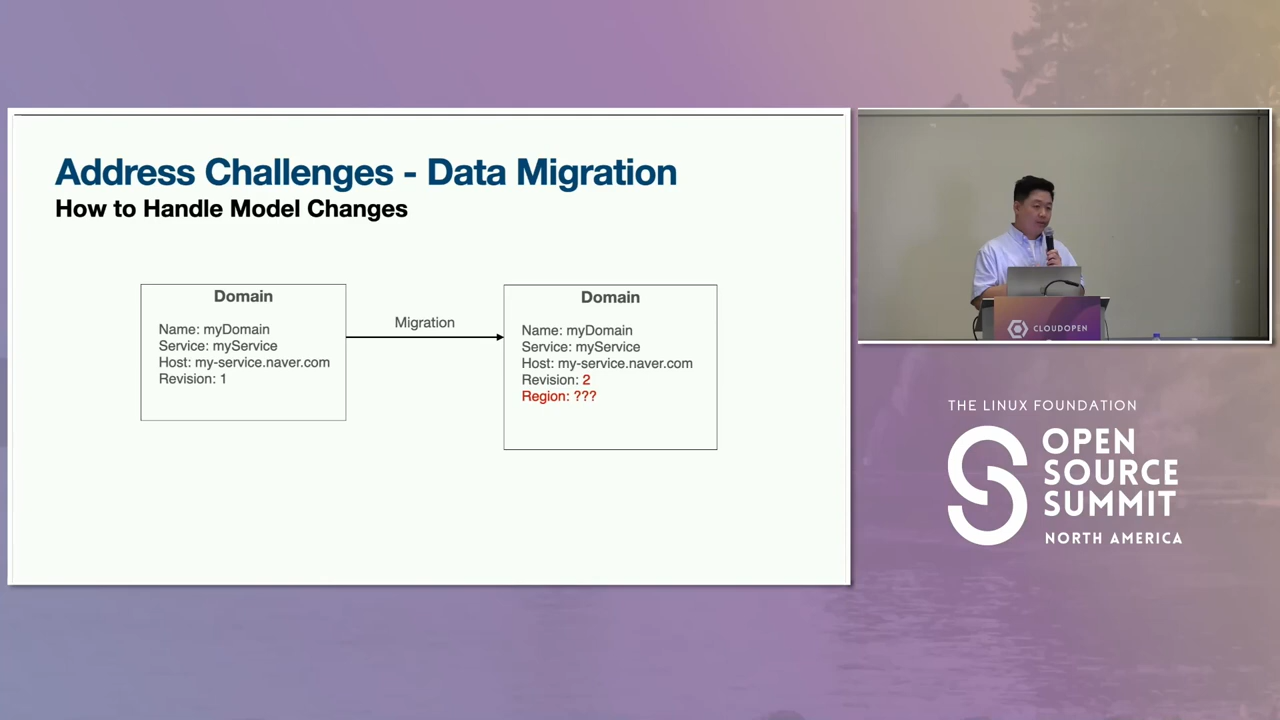 Address Challenges - Data Migration
How to Handle Model Changes
Domain
Name: myDomain
Service: myService
Host: my-service.naver.com
Revision: 1
Migration
Domain
Name: myDomain
Service: myService
Host: my-service.naver.com
Revision: 2
Region: ???
CLOUDOPEN
THE LINUX FOUNDATION
OPEN
SOURCE
SUMMIT
NORTH AMERICA